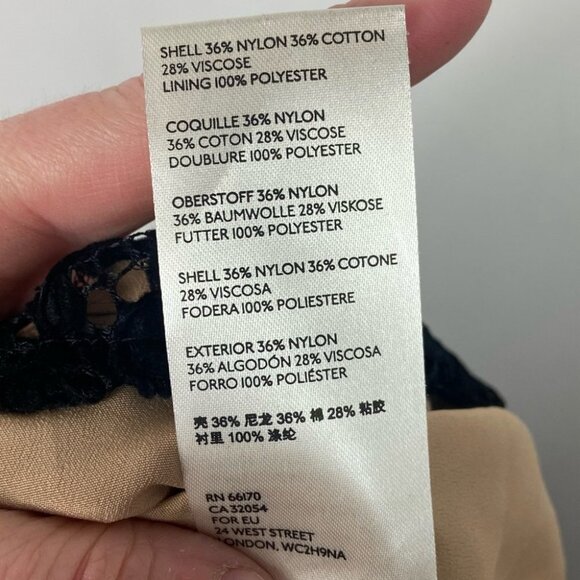 SHELL 36% NYLON 36% COTTON
28% VISCOSE
LINING 100% POLYESTER
COQUILLE 36% NYLON
36% COTON 28% VISCOSE
DOUBLURE 100% POLYESTER
OBERSTOFF 36% NYLON
36% BAUMWOLLE 28% VISKOSE
FUTTER 100% POLYESTER
SHELL 36% NYLON 36% COTONE
28% VISCOSA
FODERA 100% POLIESTERE
EXTERIOR 36% NYLON
36% ALGODÓN 28% VISCOSA
FORRO 100% POLIÉSTER
壳 36% 尼龙 36% 棉 28% 粘胶
衬里 100% 涤纶
RN 66170
CA 32054
FOR EU
24 WEST STREET
LONDON, WC2H9NA